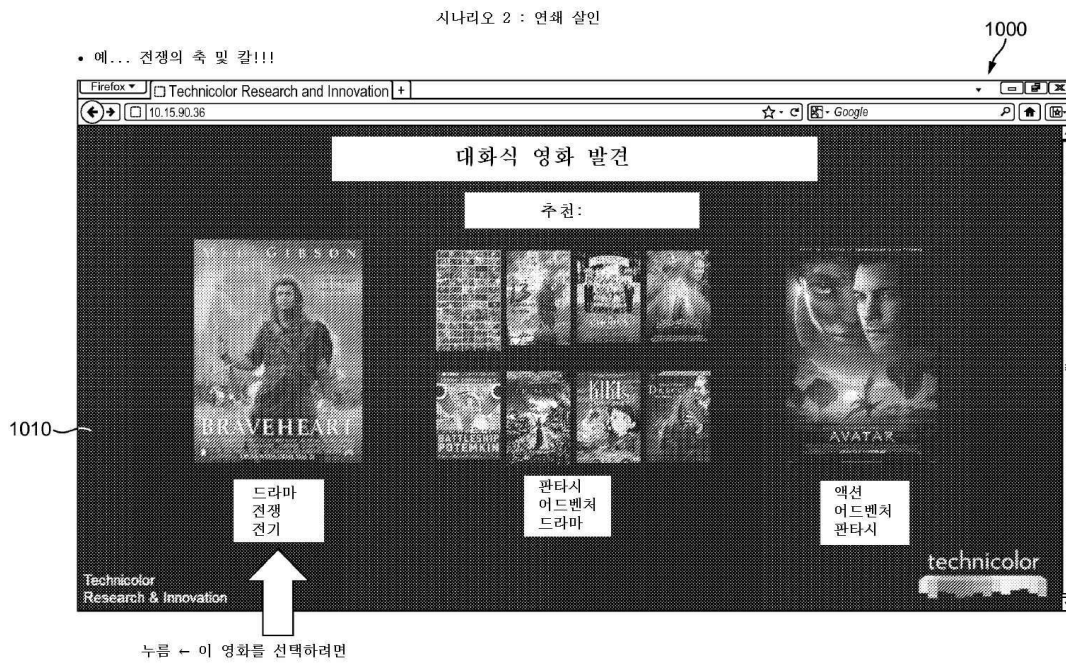 시나리오 2 : 연쇄 살인
1000
• 예... 전쟁의 축 및 칼!!!
Firefox
Technicolor Research and Innovation +
10.15.90.36
Google
대화식 영화 발견
추천:
MEL GIBSON
BRAVEHEART
13
BATTLESHIP
POTEMKIN
KIKI's
AVATAR
1010
드라마
전쟁
전기
판타시
어드벤처
드라마
액션
어드벤처
판타시
technicolor
Technicolor
Research & Innovation
누름 ← 이 영화를 선택하려면